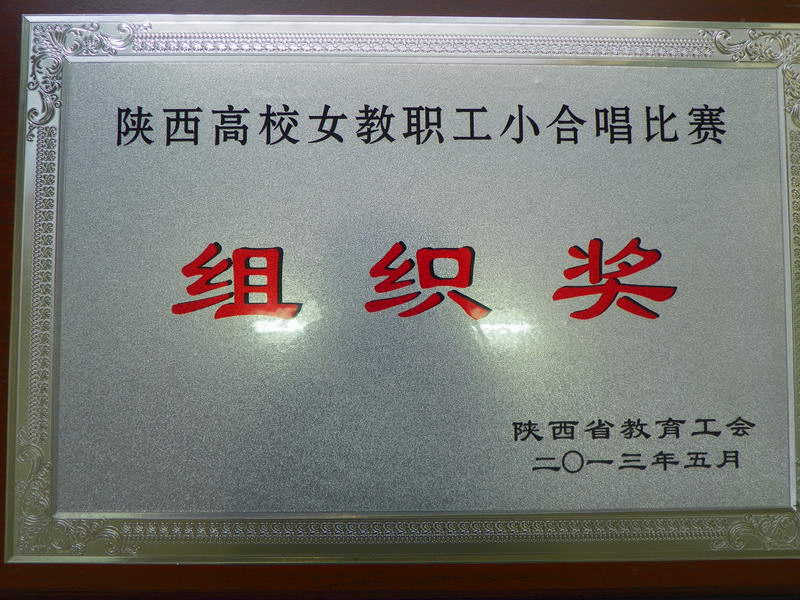 陕西高校女教职工小合唱比赛
组织奖
陕西省教育工会
二〇一三年五月